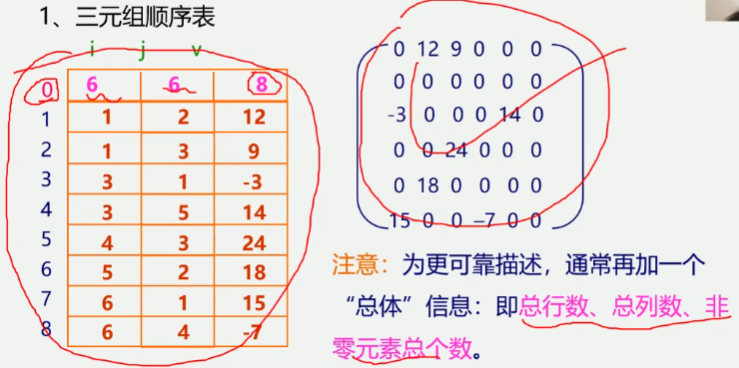 1、三元组顺序表
i j v
0 6 6 8
1 1 2 12
2 1 3 9
3 3 1 -3
4 3 5 14
5 4 3 24
6 5 2 18
7 6 1 15
8 6 4 -7
0 12 9 0 0 0
0 0 0 0 0 0
-3 0 0 0 14 0
0 0 24 0 0 0
0 18 0 0 0 0
15 0 0 –7 0 0
注意：为更可靠描述，通常再加一个
“总体”信息：即总行数、总列数、非
零元素总个数。